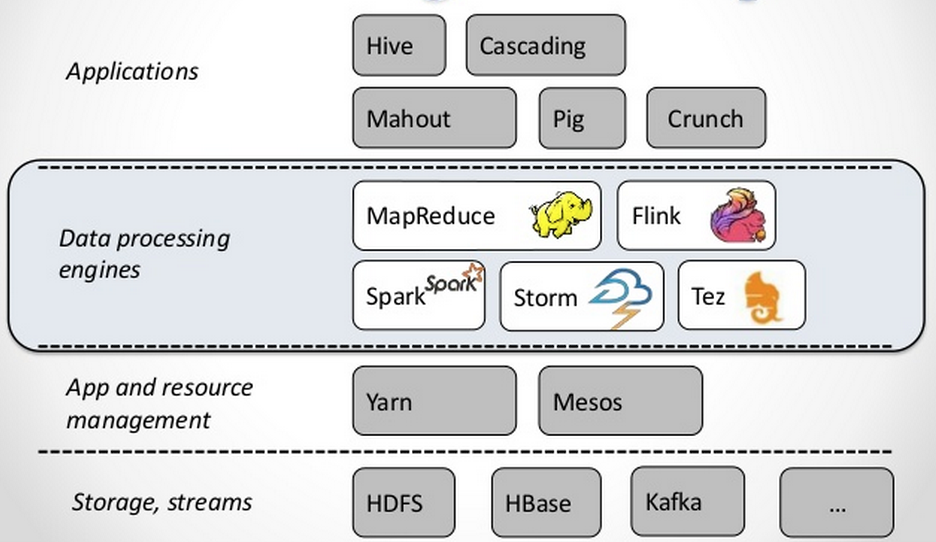 Applications
Hive
Cascading
Mahout
Pig
Crunch
Data processing
engines
MapReduce
Flink
Spark
Spark
Storm
Tez
App and resource
management
Yarn
Mesos
Storage, streams
HDFS
HBase
Kafka
...